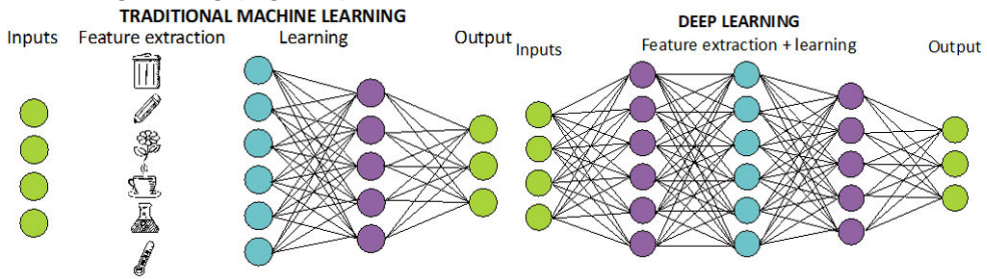 TRADITIONAL MACHINE LEARNING
Inputs Feature extraction Learning Output
DEEP LEARNING
Inputs Feature extraction + learning Output